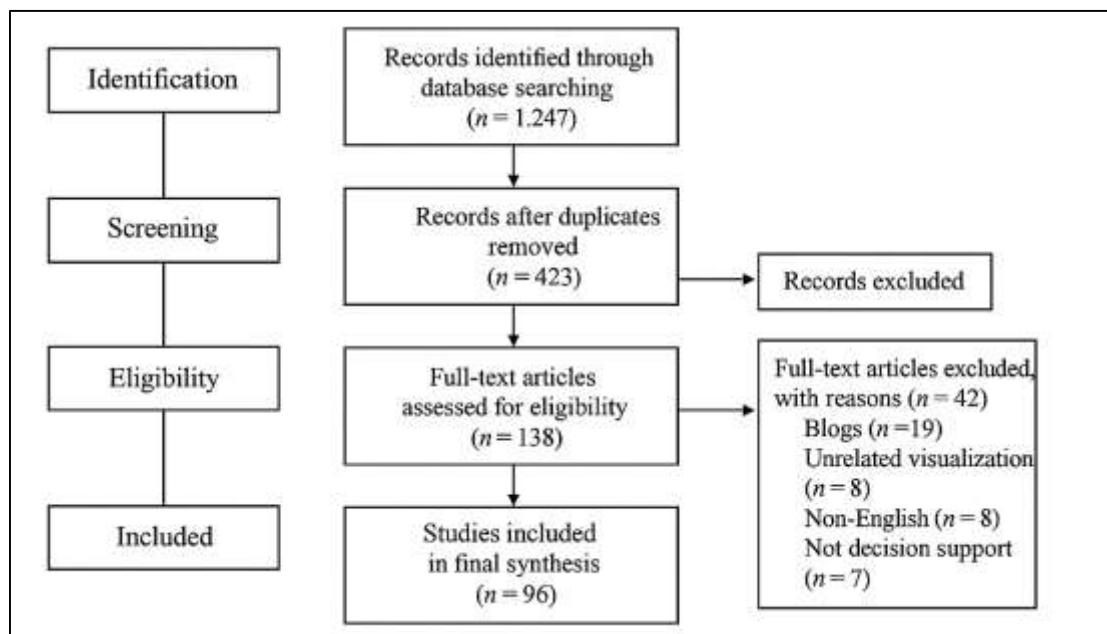 Identification
Records identified through
database searching
(n = 1.247)
Screening
Records after duplicates
removed
(n = 423)
Records excluded
Eligibility
Full-text articles
assessed for eligibility
(n = 138)
Full-text articles excluded,
with reasons (n = 42)
Blogs (n =19)
Unrelated visualization
(n = 8)
Non-English (n = 8)
Not decision support
(n = 7)
Included
Studies included
in final synthesis
(n = 96)